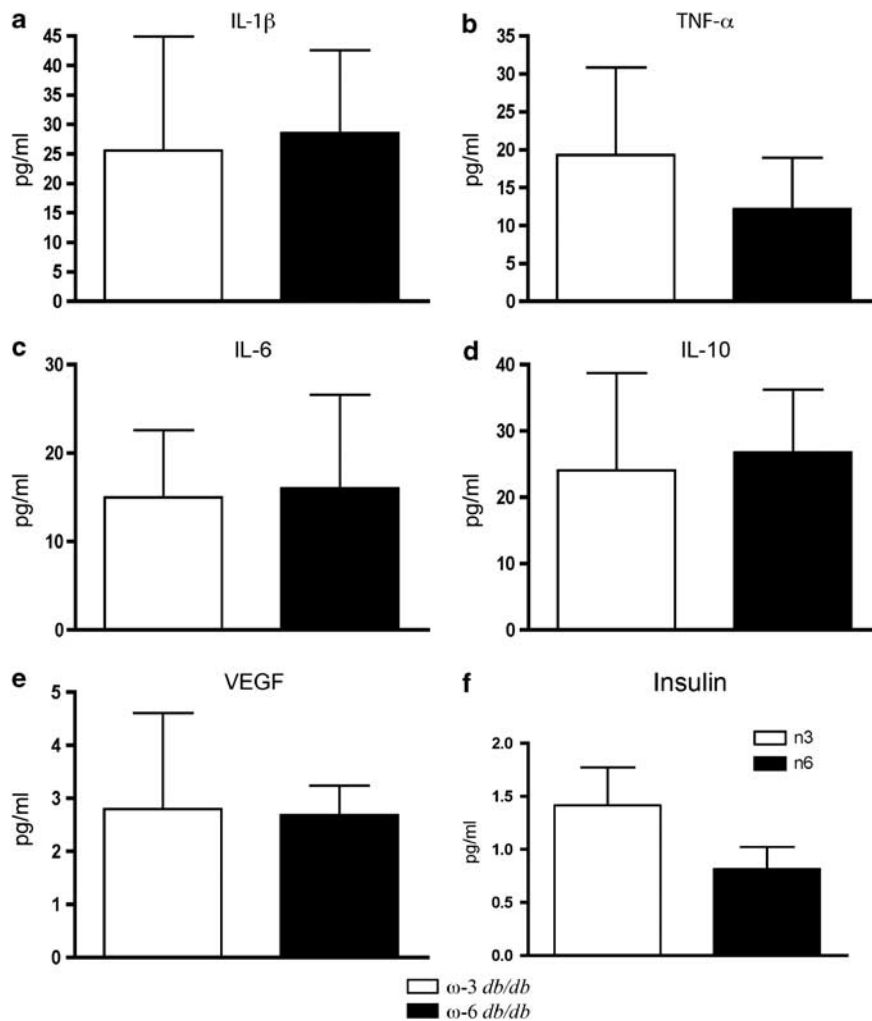 a
IL-1β
45
40
35
30
25
20
15
10
5
0
pg/ml
b
TNF-α
35
30
25
20
15
10
5
0
pg/ml
c
IL-6
30
20
10
0
pg/ml
d
IL-10
40
30
20
10
0
pg/ml
e
VEGF
5
4
3
2
1
0
pg/ml
f
Insulin
n3
n6
2.0
1.5
1.0
0.5
0.0
pg/ml
ω-3 db/db
ω-6 db/db